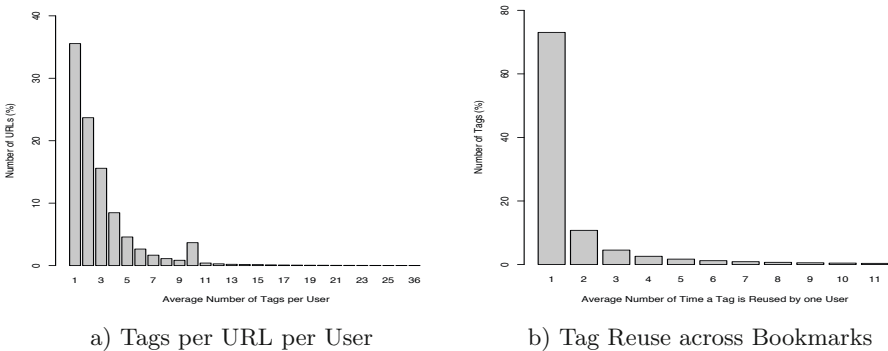 40
30
20
10
0
Number of URLs (%)
1 3 5 7 9 11 13 15 17 19 21 23 25 36
Average Number of Tags per User
a) Tags per URL per User
80
60
40
20
0
Number of Tags (%)
1 2 3 4 5 6 7 8 9 10 11
Average Number of Time a Tag is Reused by one User
b) Tag Reuse across Bookmarks